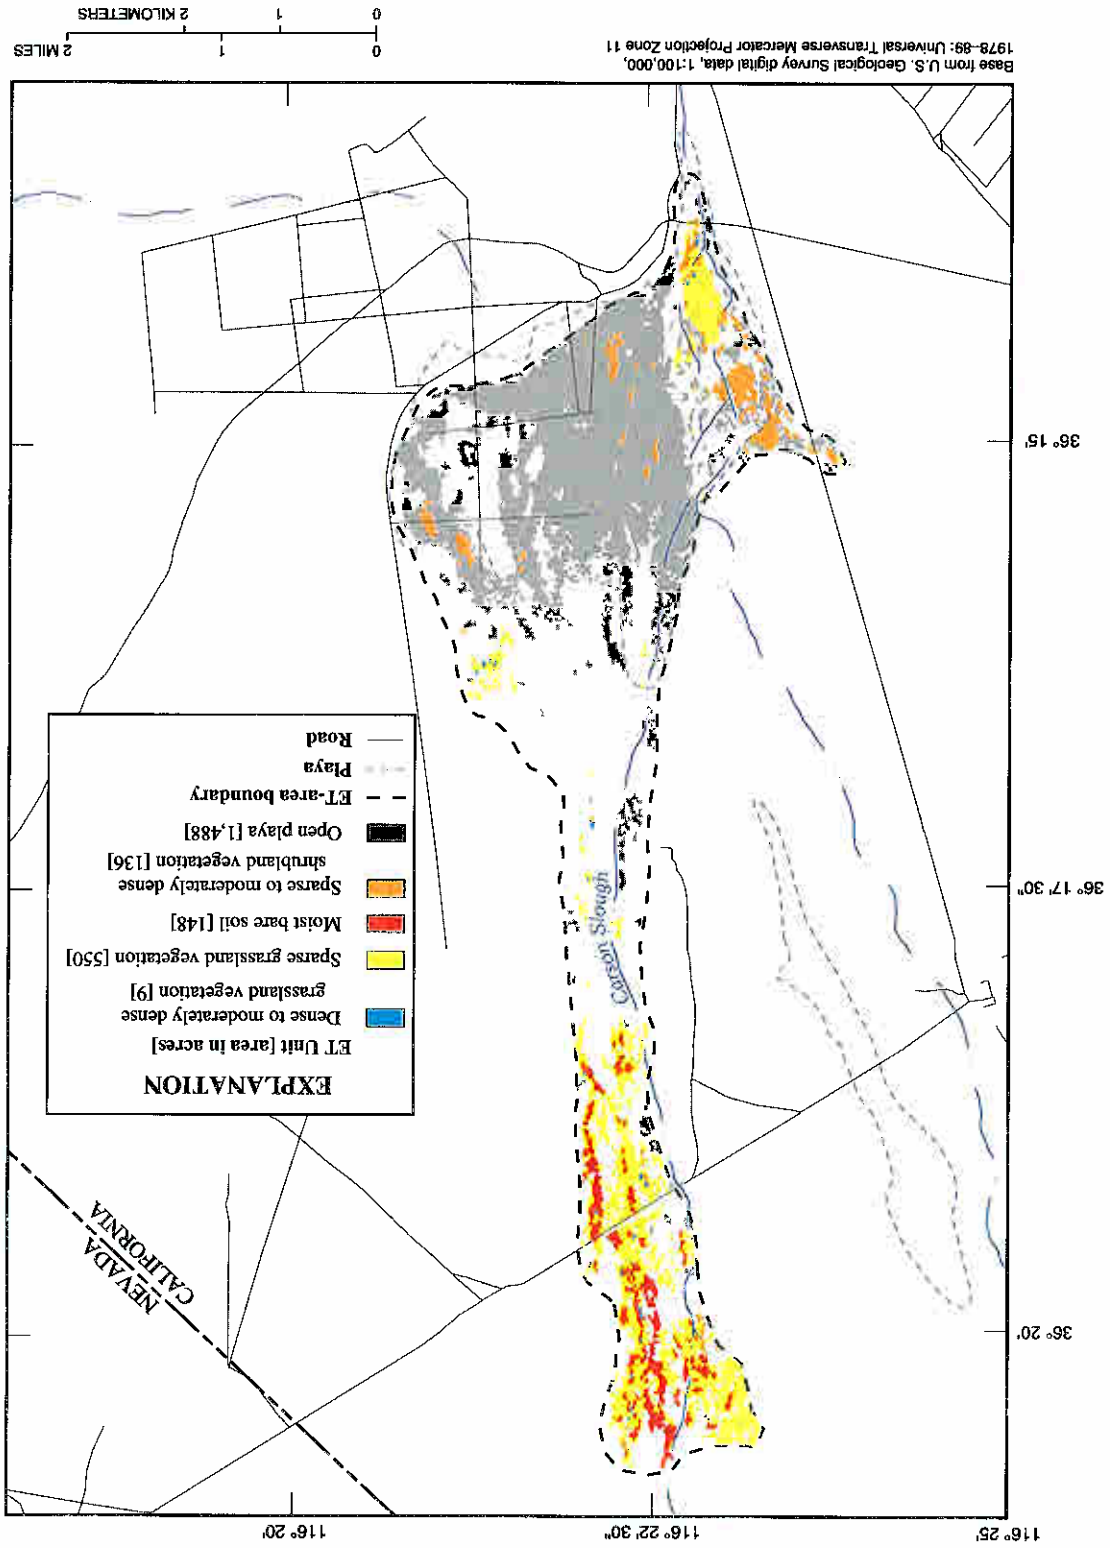 116° 25'
116° 22' 30"
116° 20'
36° 20'
NEVADA
CALIFORNIA
36° 17' 30"
Carson Slough
36° 15'
EXPLANATION
ET Unit [area in acres]
Dense to moderately dense
grassland vegetation [9]
Sparse grassland vegetation [550]
Moist bare soil [148]
Sparse to moderately dense
shrubland vegetation [136]
Open playa [1,488]
ET-area boundary
Playa
Road
Base from U.S. Geological Survey digital data, 1:100,000,
1978–89: Universal Transverse Mercator Projection Zone 11
0 1 2 MILES
0 1 2 KILOMETERS